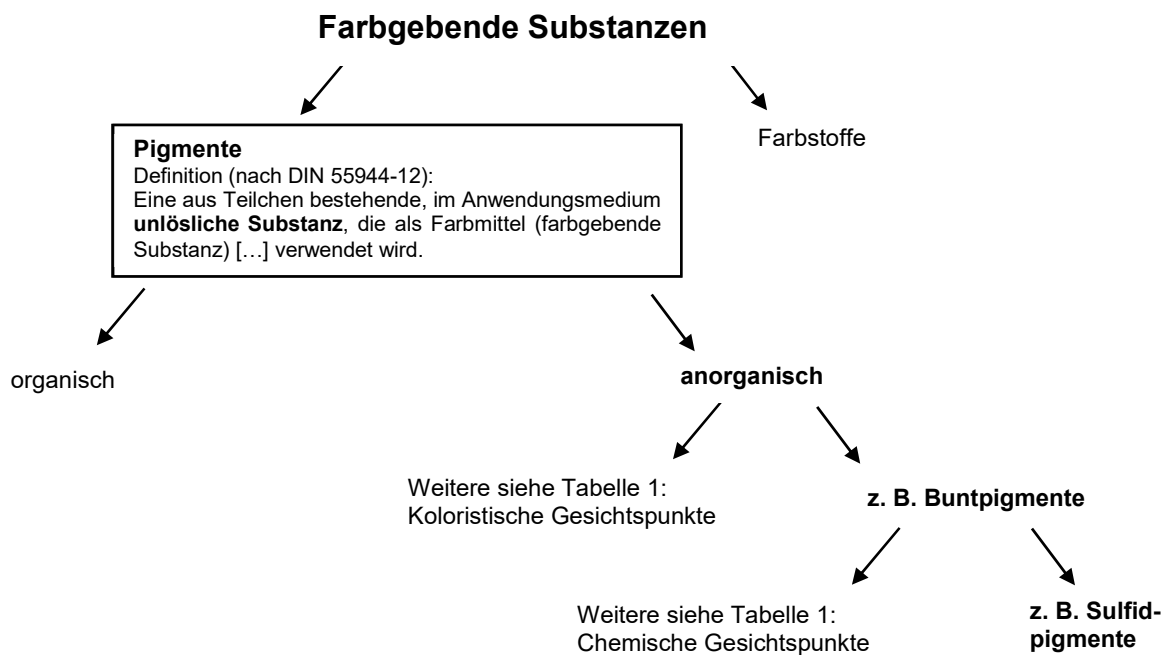 Farbgebende Substanzen
Pigmente
Definition (nach DIN 55944-12):
Eine aus Teilchen bestehende, im Anwendungsmedium
unlösliche Substanz, die als Farbmittel (farbgebende
Substanz) […] verwendet wird.
Farbstoffe
organisch
anorganisch
Weitere siehe Tabelle 1:
Koloristische Gesichtspunkte
z. B. Buntpigmente
Weitere siehe Tabelle 1:
Chemische Gesichtspunkte
z. B. Sulfid-
pigmente